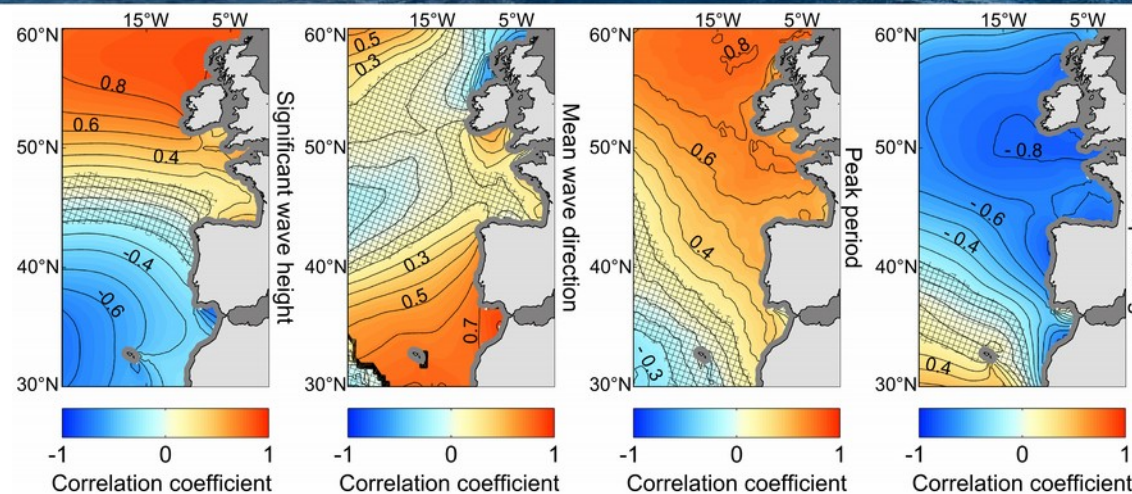 15°W 5°W 15°W 5°W 15°W 5°W 15°W 5°W
60°N 60°N 60°N 60°N
50°N 50°N 50°N 50°N
40°N 40°N 40°N 40°N
30°N 30°N 30°N 30°N
0.8
0.6
0.4
-0.4
-0.6
Significant wave height
0.5
0.3
0.3
0.5
0.7
Mean wave direction
0.8
0.6
0.4
-0.3
Peak period
-0.8
-0.6
-0.4
0.4
-1 0 1 -1 0 1 -1 0 1 -1 0 1
Correlation coefficient Correlation coefficient Correlation coefficient Correlation coefficient